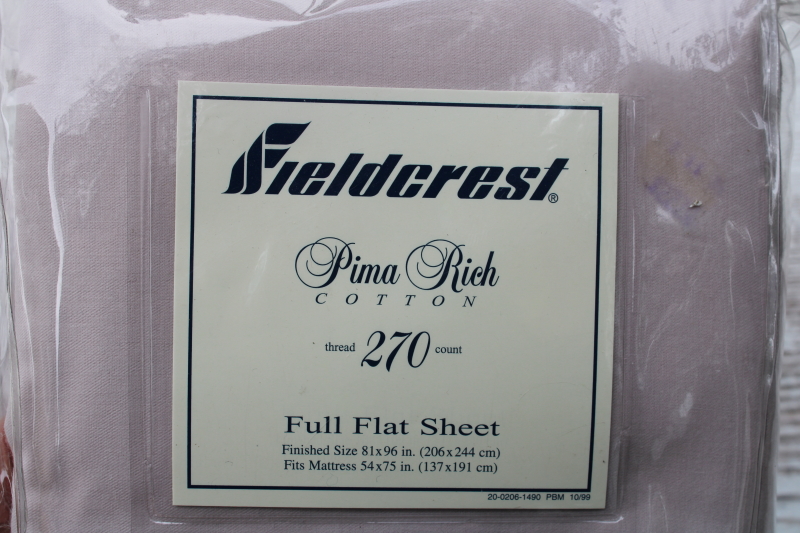 Fieldcrest®
Pima Rich
COTTON
thread 270 count
Full Flat Sheet
Finished Size 81x96 in. (206x244 cm)
Fits Mattress 54x75 in. (137x191 cm)
20-0206-1490 PBM 10/99